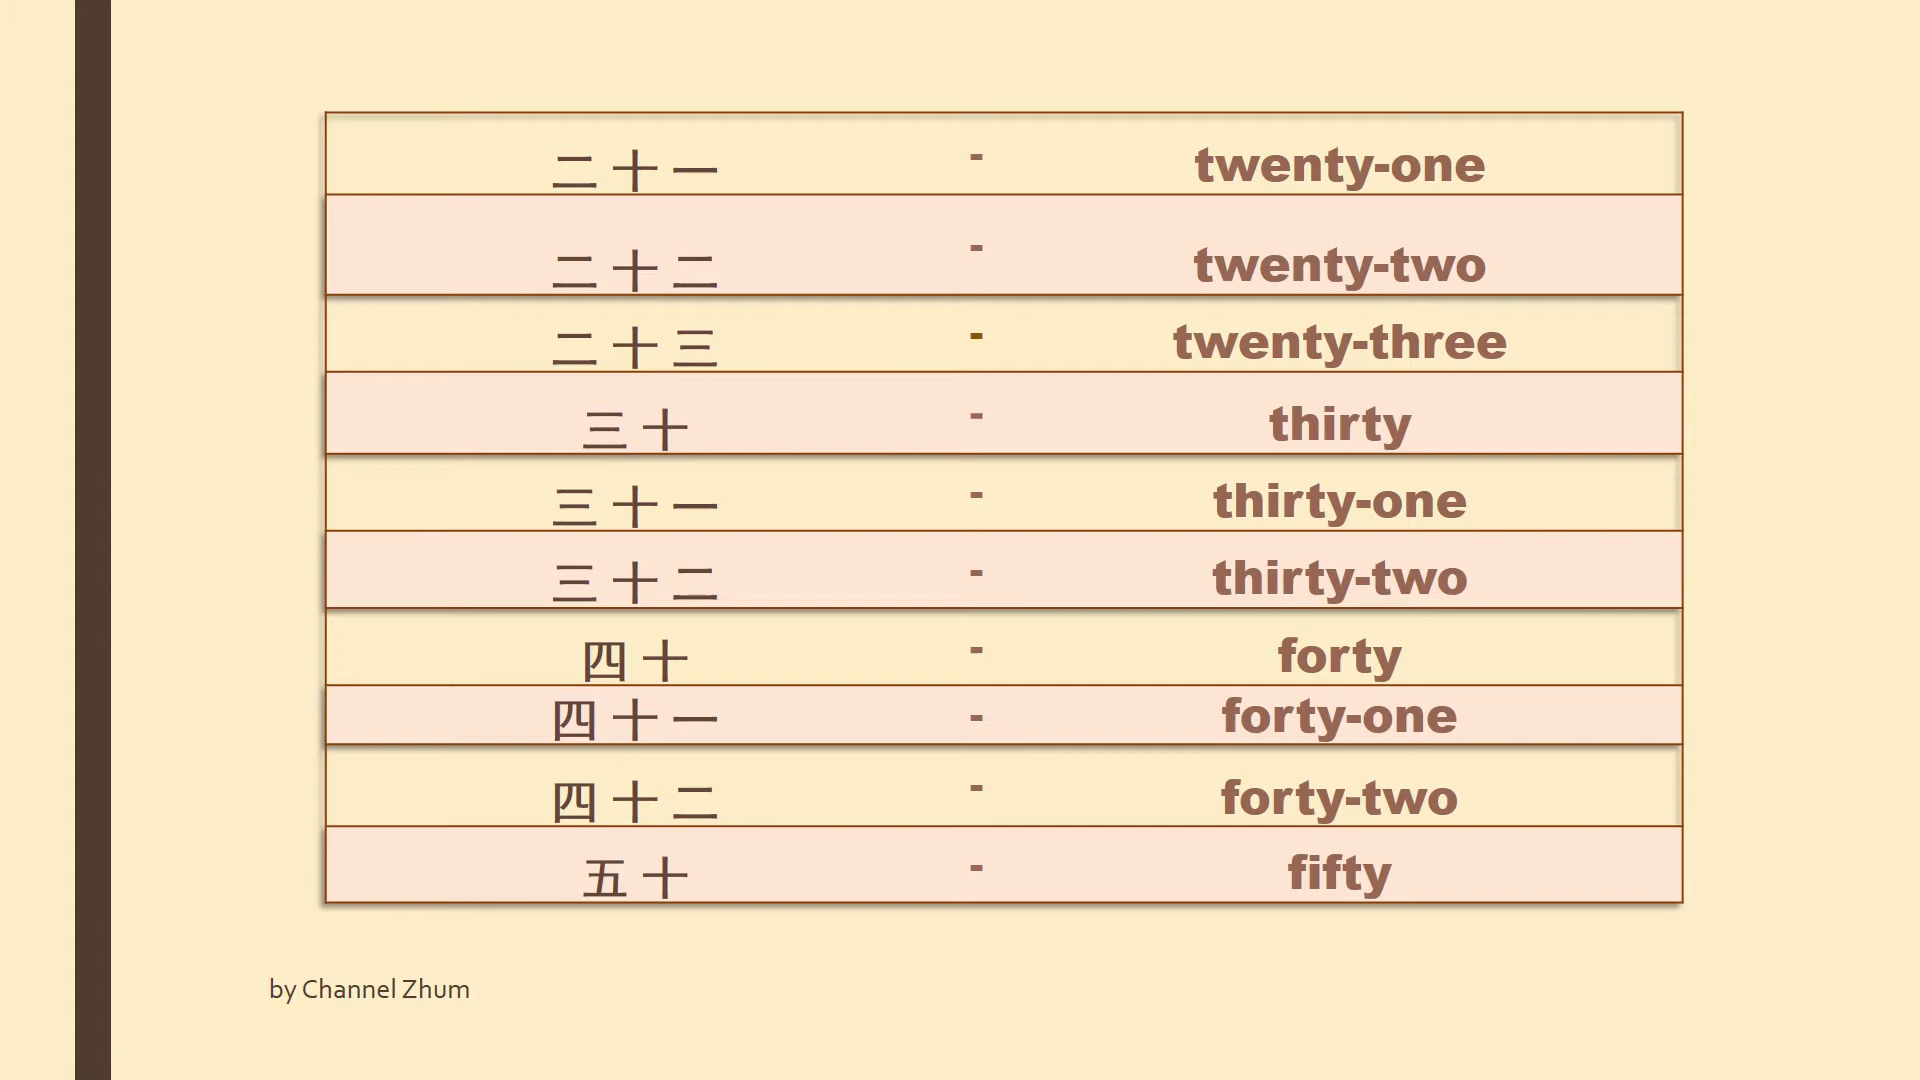 二十一 - twenty-one
二十二 - twenty-two
二十三 - twenty-three
三十 - thirty
三十一 - thirty-one
三十二 - thirty-two
四十 - forty
四十一 - forty-one
四十二 - forty-two
五十 - fifty
by Channel Zhum